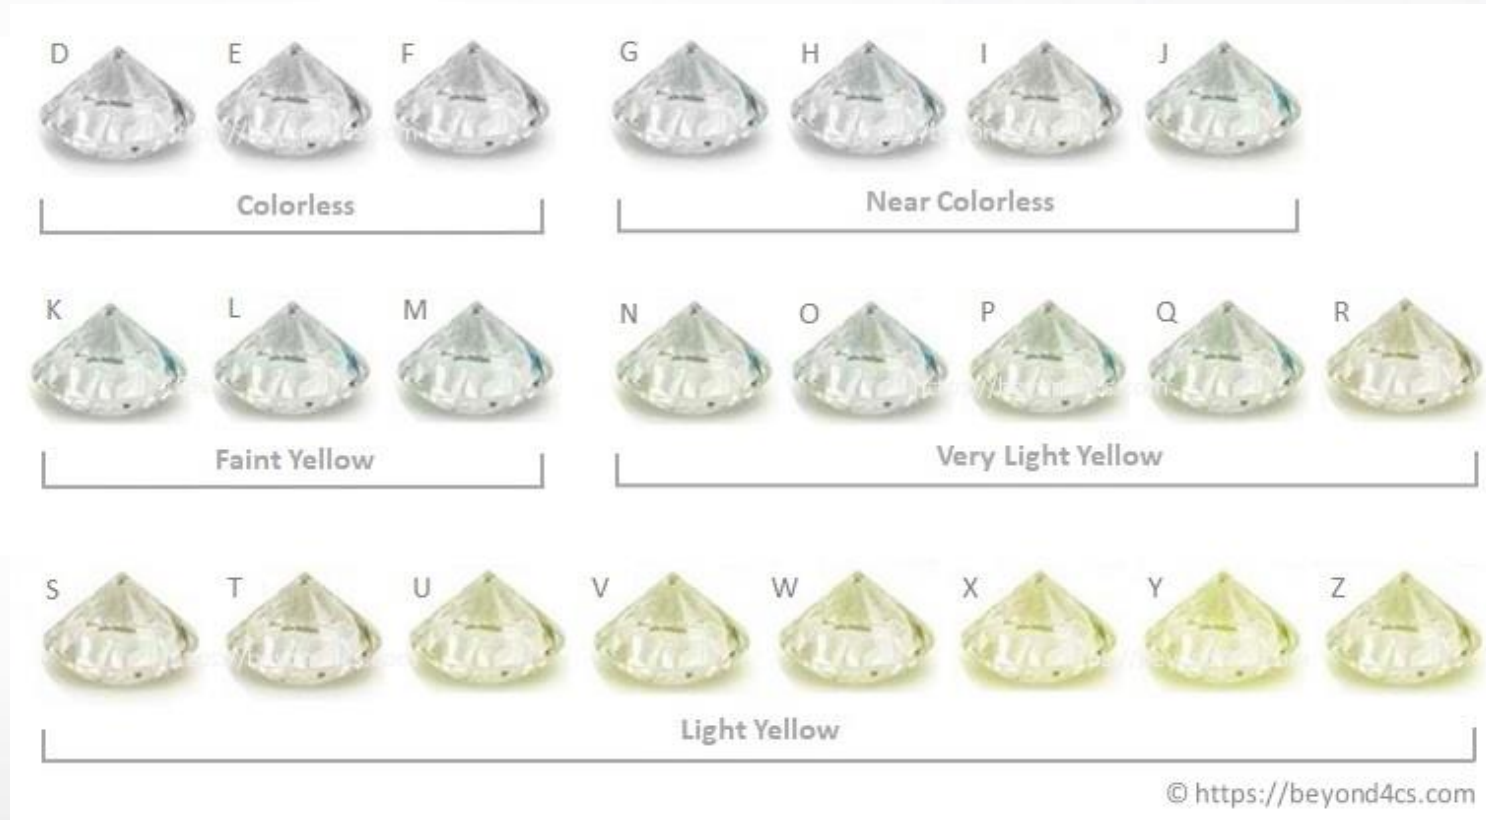 D E F G H I J
Colorless Near Colorless
K L M N O P Q R
Faint Yellow Very Light Yellow
S T U V W X Y Z
Light Yellow
© https://beyond4cs.com